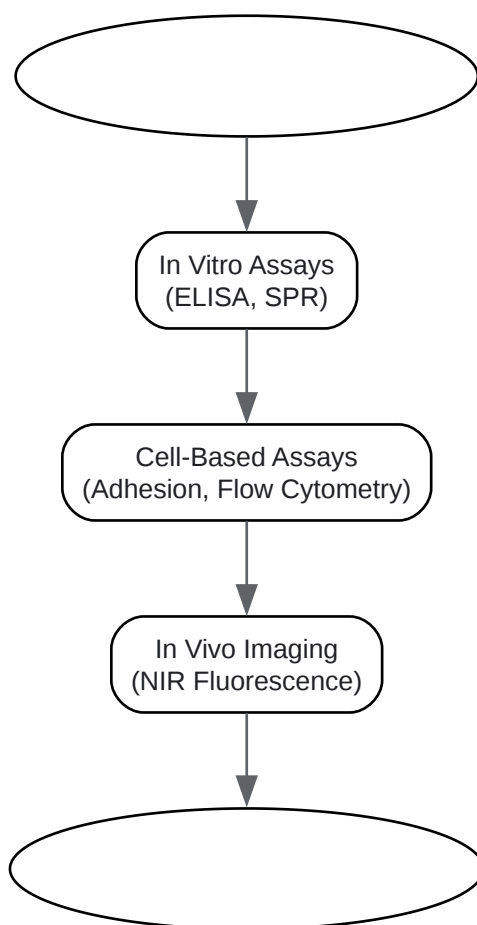 In Vitro Assays
(ELISA, SPR)
Cell-Based Assays
(Adhesion, Flow Cytometry)
In Vivo Imaging
(NIR Fluorescence)